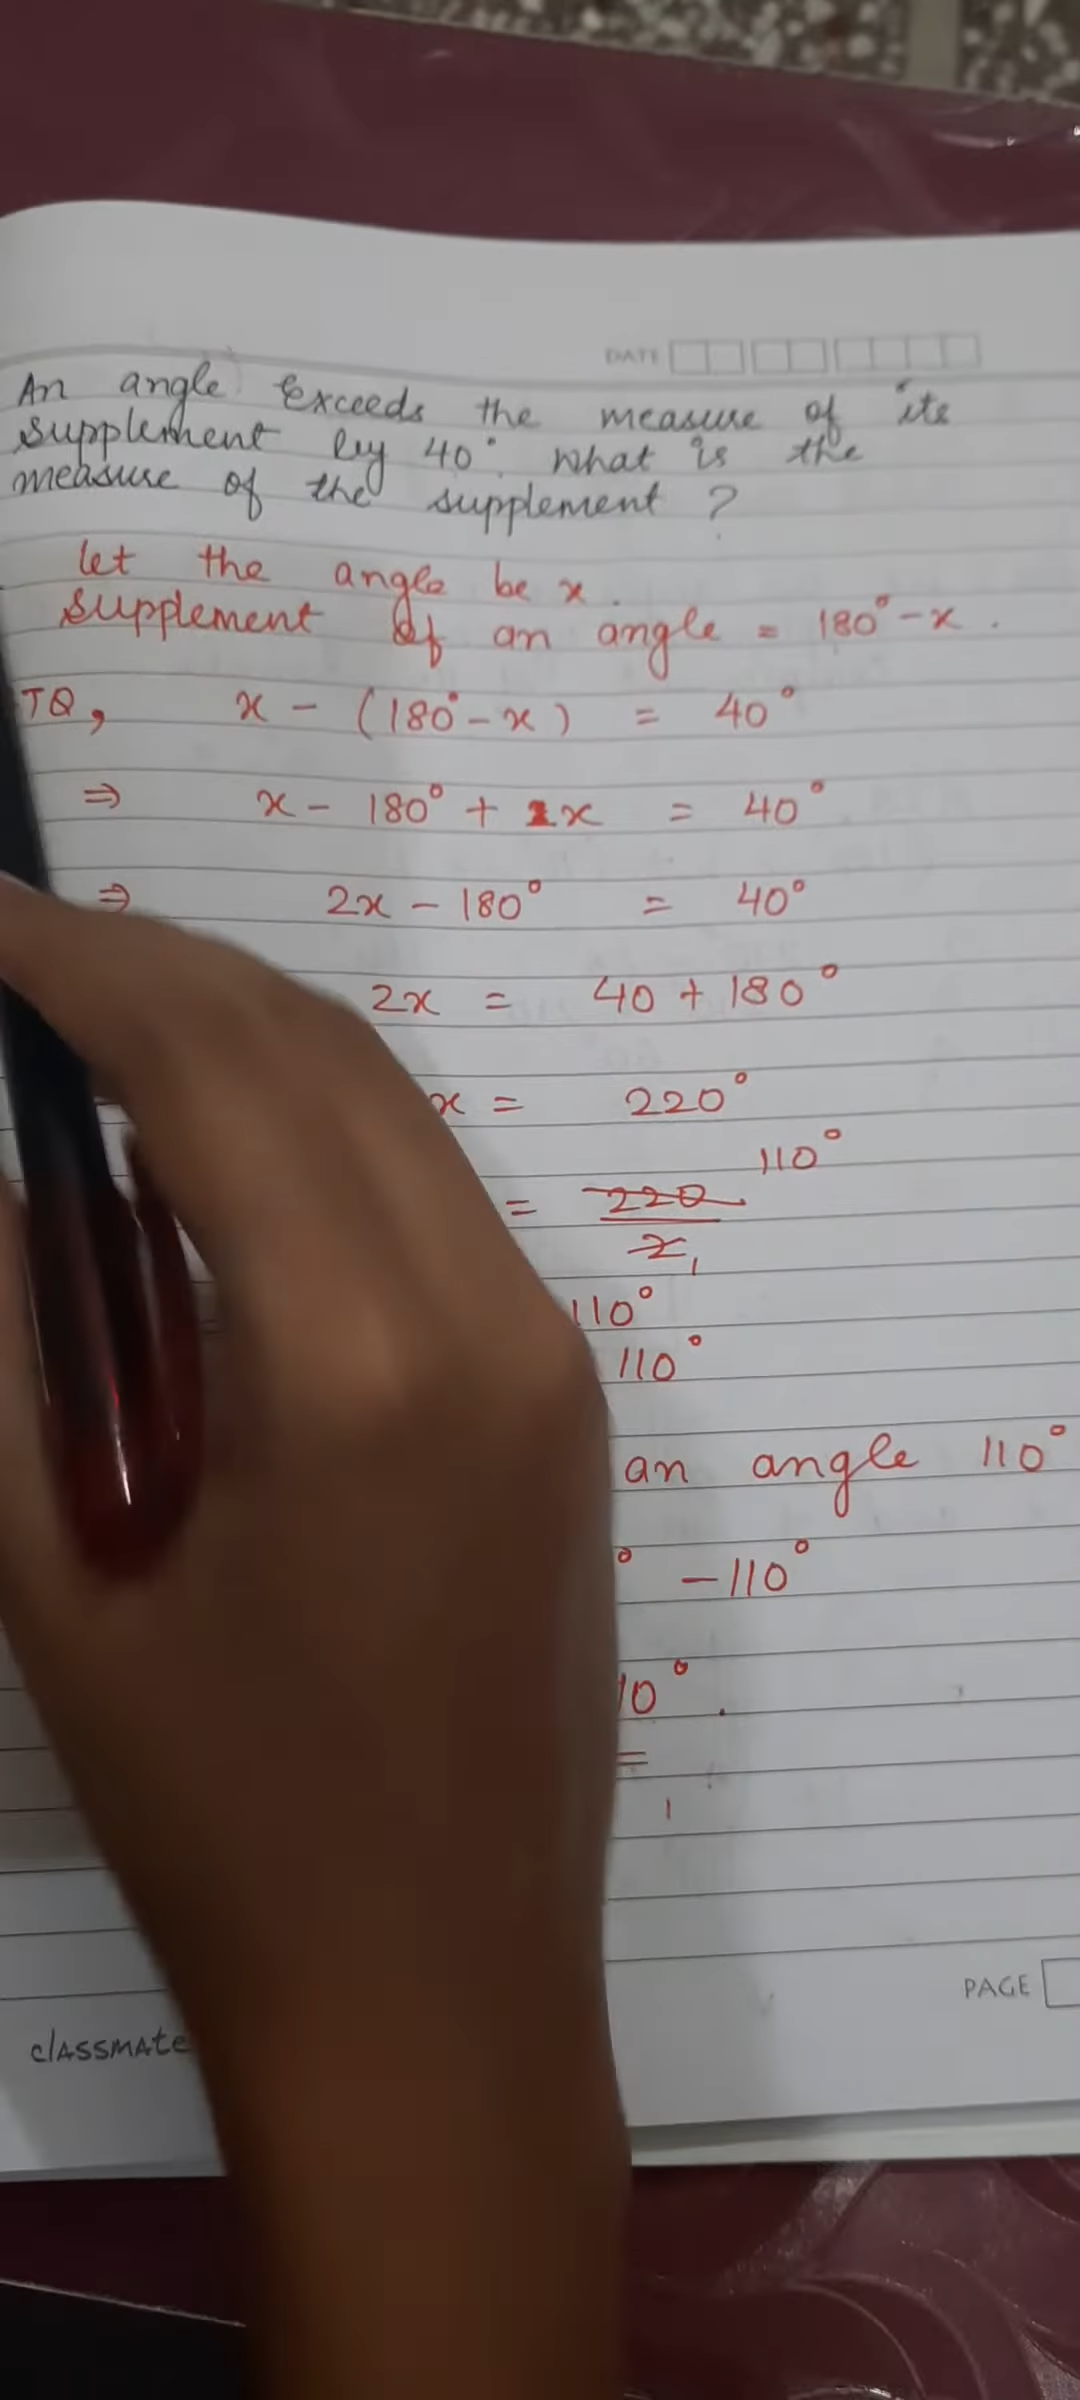 DATE
An angle Exceeds the measure of its
supplement by 40°. What is the
measure of the supplement ?
let the angle be x.
supplement of an angle = 180° - x.
TQ, x - (180° - x) = 40°
⇒ x - 180° + x = 40°
⇒ 2x - 180° = 40°
2x = 40 + 180°
x = 220°
110°
= 220
2 1
110°
110°
an angle 110°
° - 110°
10°.
=
PAGE
classmate